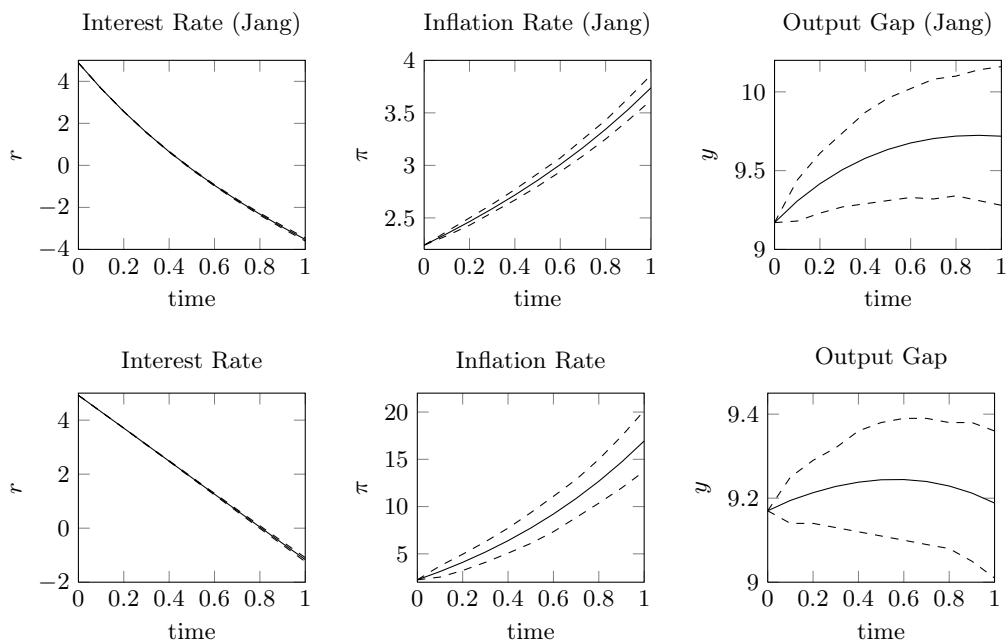 Interest Rate (Jang)
Inflation Rate (Jang)
Output Gap (Jang)
4
2
0
−2
−4
r
0 0.2 0.4 0.6 0.8 1
time
4
3.5
3
2.5
π
0 0.2 0.4 0.6 0.8 1
time
10
9.5
9
y
0 0.2 0.4 0.6 0.8 1
time
Interest Rate
Inflation Rate
Output Gap
4
2
0
−2
r
0 0.2 0.4 0.6 0.8 1
time
20
15
10
5
π
0 0.2 0.4 0.6 0.8 1
time
9.4
9.2
9
y
0 0.2 0.4 0.6 0.8 1
time